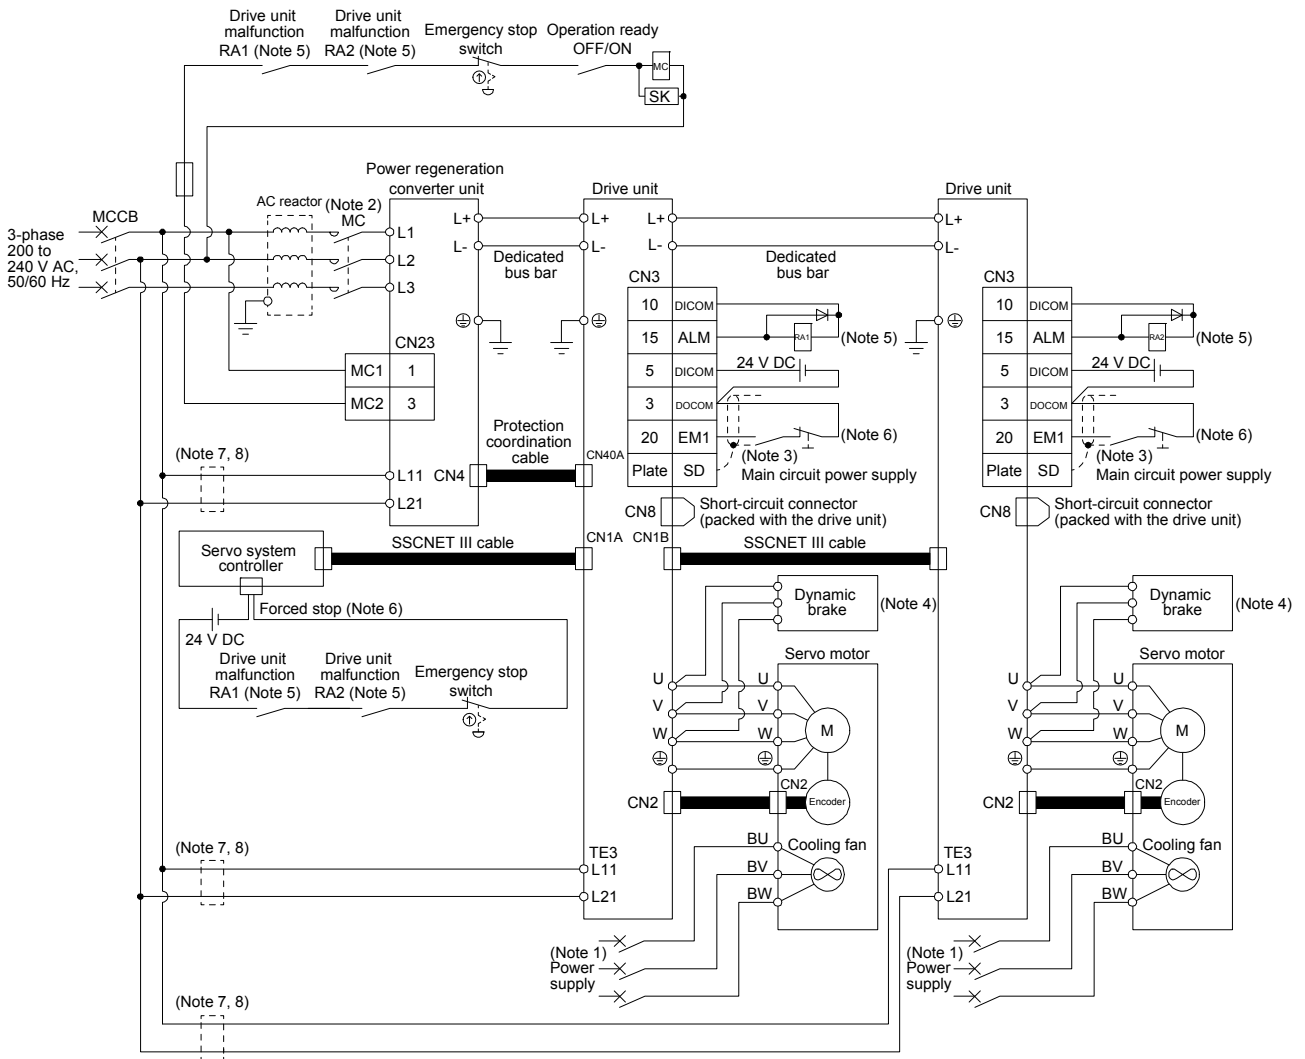 Drive unit
malfunction
RA1 (Note 5)
Drive unit
malfunction
RA2 (Note 5)
Emergency stop
switch
Operation ready
OFF/ON
MC
SK
Power regeneration
converter unit
Drive unit
Drive unit
MCCB
AC reactor
(Note 2)
MC
3-phase
200 to
240 V AC,
50/60 Hz
L1
L2
L3
L+
L-
Dedicated
bus bar
L+
L-
L+
L-
Dedicated
bus bar
L+
L-
CN23
MC1
1
MC2
3
CN3
10
DICOM
15
ALM
RA1
(Note 5)
5
DICOM
24 V DC
3
DOCOM
20
EM1
(Note 6)
(Note 3)
Main circuit power supply
Plate
SD
CN3
10
DICOM
15
ALM
RA2
(Note 5)
5
DICOM
24 V DC
3
DOCOM
20
EM1
(Note 6)
(Note 3)
Main circuit power supply
Plate
SD
(Note 7, 8)
L11
L21
CN4
Protection
coordination
cable
CN40A
CN8
Short-circuit connector
(packed with the drive unit)
CN8
Short-circuit connector
(packed with the drive unit)
Servo system
controller
SSCNET III cable
CN1A
CN1B
SSCNET III cable
Forced stop (Note 6)
24 V DC
Drive unit
malfunction
RA1 (Note 5)
Drive unit
malfunction
RA2 (Note 5)
Emergency stop
switch
Dynamic
brake
(Note 4)
Dynamic
brake
(Note 4)
Servo motor
U
U
V
V
W
W
M
CN2
CN2
Encoder
Servo motor
U
U
V
V
W
W
M
CN2
CN2
Encoder
(Note 7, 8)
TE3
L11
L21
BU
Cooling fan
BV
BW
TE3
L11
L21
BU
Cooling fan
BV
BW
(Note 1)
Power
supply
(Note 1)
Power
supply
(Note 7, 8)